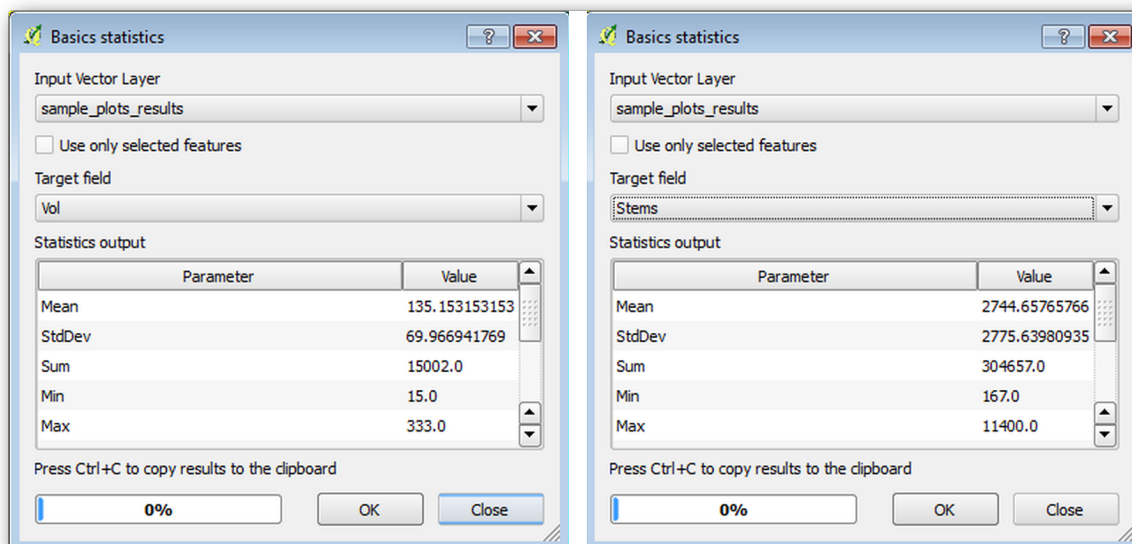 Basics statistics
Input Vector Layer
sample_plots_results
Use only selected features
Target field
Vol
Statistics output
Parameter Value
Mean 135.153153153
StdDev 69.966941769
Sum 15002.0
Min 15.0
Max 333.0
Press Ctrl+C to copy results to the clipboard
0% OK Close
Basics statistics
Input Vector Layer
sample_plots_results
Use only selected features
Target field
Stems
Statistics output
Parameter Value
Mean 2744.65765766
StdDev 2775.63980935
Sum 304657.0
Min 167.0
Max 11400.0
Press Ctrl+C to copy results to the clipboard
0% OK Close